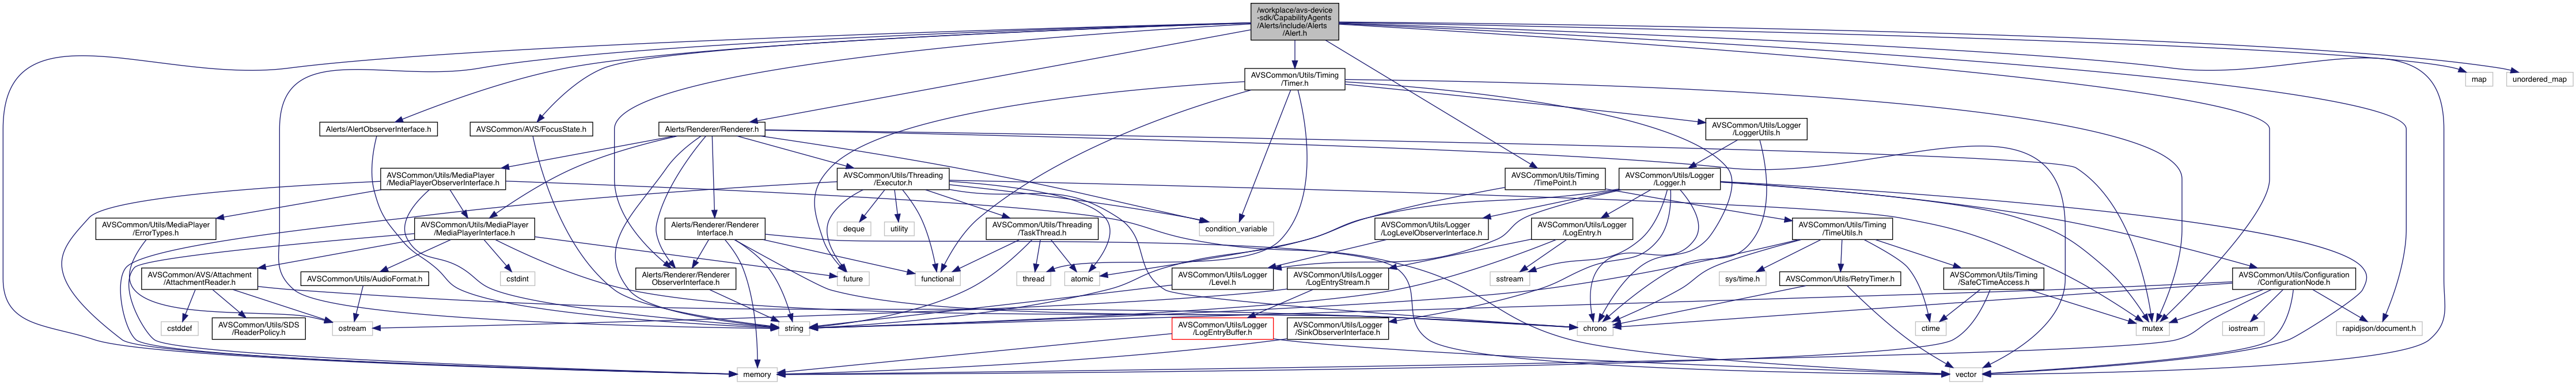 /workplace/avs-device
-sdk/CapabilityAgents
/Alerts/include/Alerts
/Alert.h
AVSCommon/Utils/Timing
/Timer.h
map
unordered_map
Alerts/AlertObserverInterface.h
AVSCommon/AVS/FocusState.h
Alerts/Renderer/Renderer.h
AVSCommon/Utils/Logger
/LoggerUtils.h
AVSCommon/Utils/MediaPlayer
/MediaPlayerObserverInterface.h
AVSCommon/Utils/Threading
/Executor.h
AVSCommon/Utils/Timing
/TimePoint.h
AVSCommon/Utils/Logger
/Logger.h
AVSCommon/Utils/MediaPlayer
/ErrorTypes.h
AVSCommon/Utils/MediaPlayer
/MediaPlayerInterface.h
Alerts/Renderer/Renderer
Interface.h
deque
utility
AVSCommon/Utils/Threading
/TaskThread.h
condition_variable
AVSCommon/Utils/Logger
/LogLevelObserverInterface.h
AVSCommon/Utils/Logger
/LogEntry.h
AVSCommon/Utils/Timing
/TimeUtils.h
AVSCommon/AVS/Attachment
/AttachmentReader.h
AVSCommon/Utils/AudioFormat.h
cstdint
Alerts/Renderer/Renderer
ObserverInterface.h
future
functional
thread
atomic
AVSCommon/Utils/Logger
/Level.h
AVSCommon/Utils/Logger
/LogEntryStream.h
sstream
sys/time.h
AVSCommon/Utils/RetryTimer.h
AVSCommon/Utils/Timing
/SafeCTimeAccess.h
AVSCommon/Utils/Configuration
/ConfigurationNode.h
cstddef
AVSCommon/Utils/SDS
/ReaderPolicy.h
ostream
string
AVSCommon/Utils/Logger
/LogEntryBuffer.h
AVSCommon/Utils/Logger
/SinkObserverInterface.h
chrono
ctime
mutex
iostream
rapidjson/document.h
memory
vector